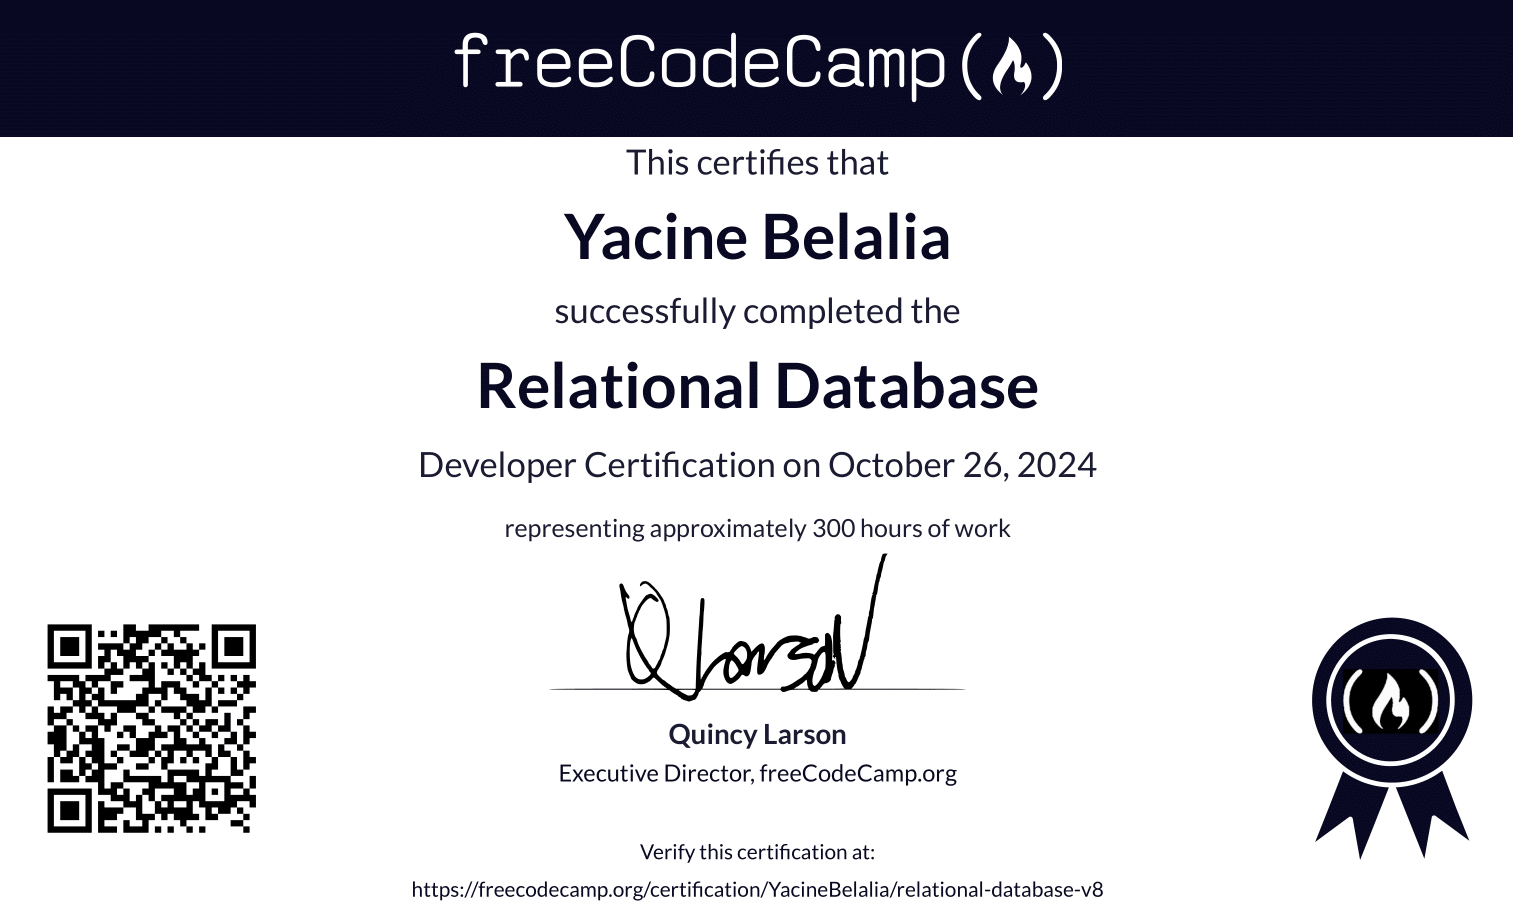 freeCodeCamp
This certifies that
Yacine Belalia
successfully completed the
Relational Database
Developer Certification on October 26, 2024
representing approximately 300 hours of work
Quincy Larson
Executive Director, freeCodeCamp.org
Verify this certification at:
https://freecodecamp.org/certification/YacineBelalia/relational-database-v8